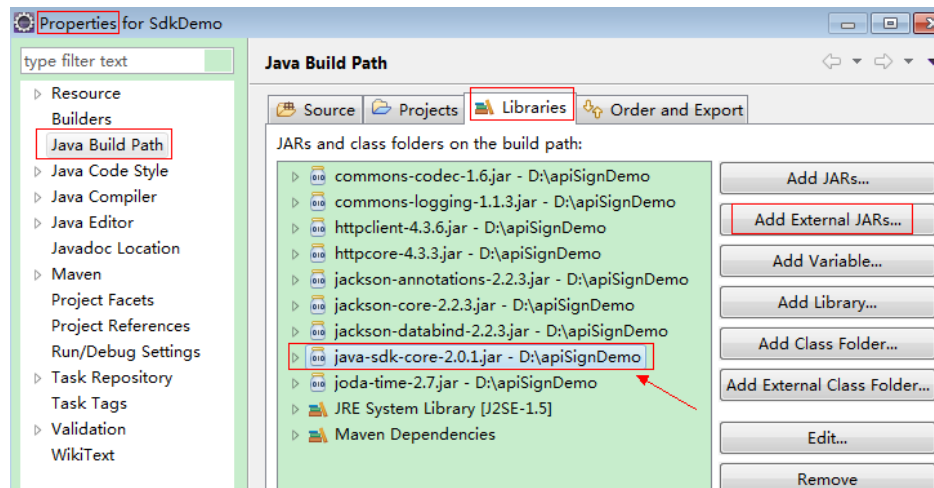 Properties for SdkDemo
type filter text
Resource
Builders
Java Build Path
Java Code Style
Java Compiler
Java Editor
Javadoc Location
Maven
Project Facets
Project References
Run/Debug Settings
Task Repository
Task Tags
Validation
WikiText
Java Build Path
Source Projects Libraries Order and Export
JARs and class folders on the build path:
commons-codec-1.6.jar - D:\apiSignDemo
commons-logging-1.1.3.jar - D:\apiSignDemo
httpclient-4.3.6.jar - D:\apiSignDemo
httpcore-4.3.3.jar - D:\apiSignDemo
jackson-annotations-2.2.3.jar - D:\apiSignDemo
jackson-core-2.2.3.jar - D:\apiSignDemo
jackson-databind-2.2.3.jar - D:\apiSignDemo
java-sdk-core-2.0.1.jar - D:\apiSignDemo
joda-time-2.7.jar - D:\apiSignDemo
JRE System Library [J2SE-1.5]
Maven Dependencies
Add JARs...
Add External JARs...
Add Variable...
Add Library...
Add Class Folder...
Add External Class Folder...
Edit...
Remove